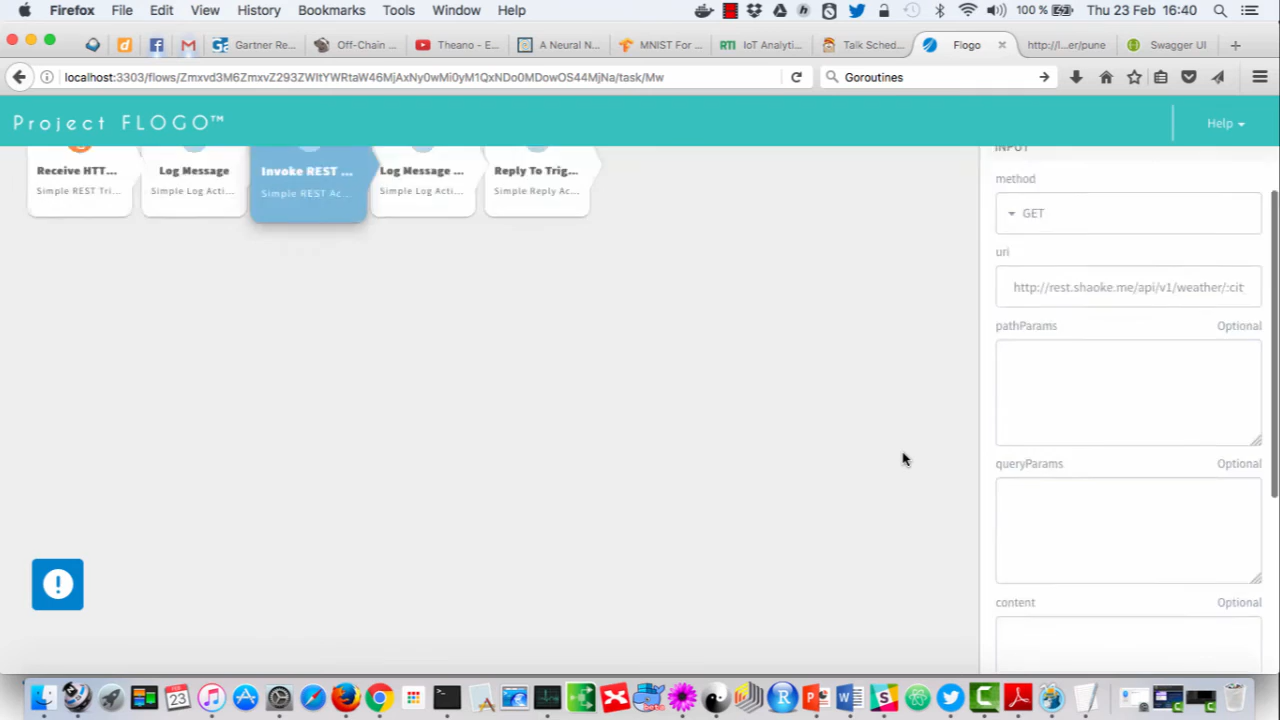 Firefox File Edit View History Bookmarks Tools Window Help 100 % Thu 23 Feb 16:40
Gartner Re... Off-Chain ... Theano - E... A Neural N... MNIST For ... RTI IoT Analyti... Talk Sched... Flogo http://l...er/pune Swagger UI
localhost:3303/flows/Zmxvd3M6ZmxvZ293ZWItYWRtaW46MjAxNy0wMi0yM1QxNDo0MDowOS44MjNa/task/Mw Goroutines
Project FLOGO™ Help
Receive HTT... Log Message Invoke REST ... Log Message ... Reply To Trig...
Simple REST Tri... Simple Log Acti... Simple REST Ac... Simple Log Acti... Simple Reply Ac...
INPUT
method
GET
uri
http://rest.shaoke.me/api/v1/weather/:cit
pathParams Optional
queryParams Optional
content Optional